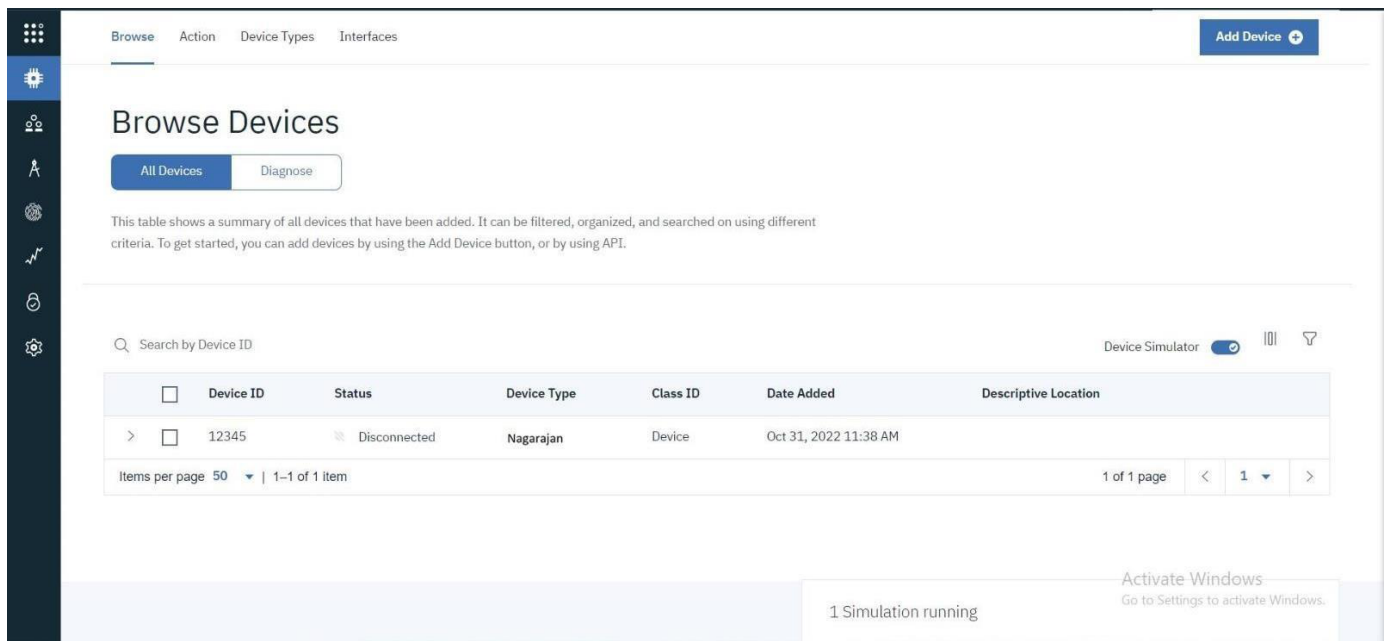 Browse Action Device Types Interfaces Add Device
Browse Devices
All Devices Diagnose
This table shows a summary of all devices that have been added. It can be filtered, organized, and searched on using different
criteria. To get started, you can add devices by using the Add Device button, or by using API.
Search by Device ID Device Simulator
Device ID Status Device Type Class ID Date Added Descriptive Location
12345 Disconnected Nagarajan Device Oct 31, 2022 11:38 AM
Items per page 50 | 1–1 of 1 item 1 of 1 page 1
Activate Windows
Go to Settings to activate Windows.
1 Simulation running